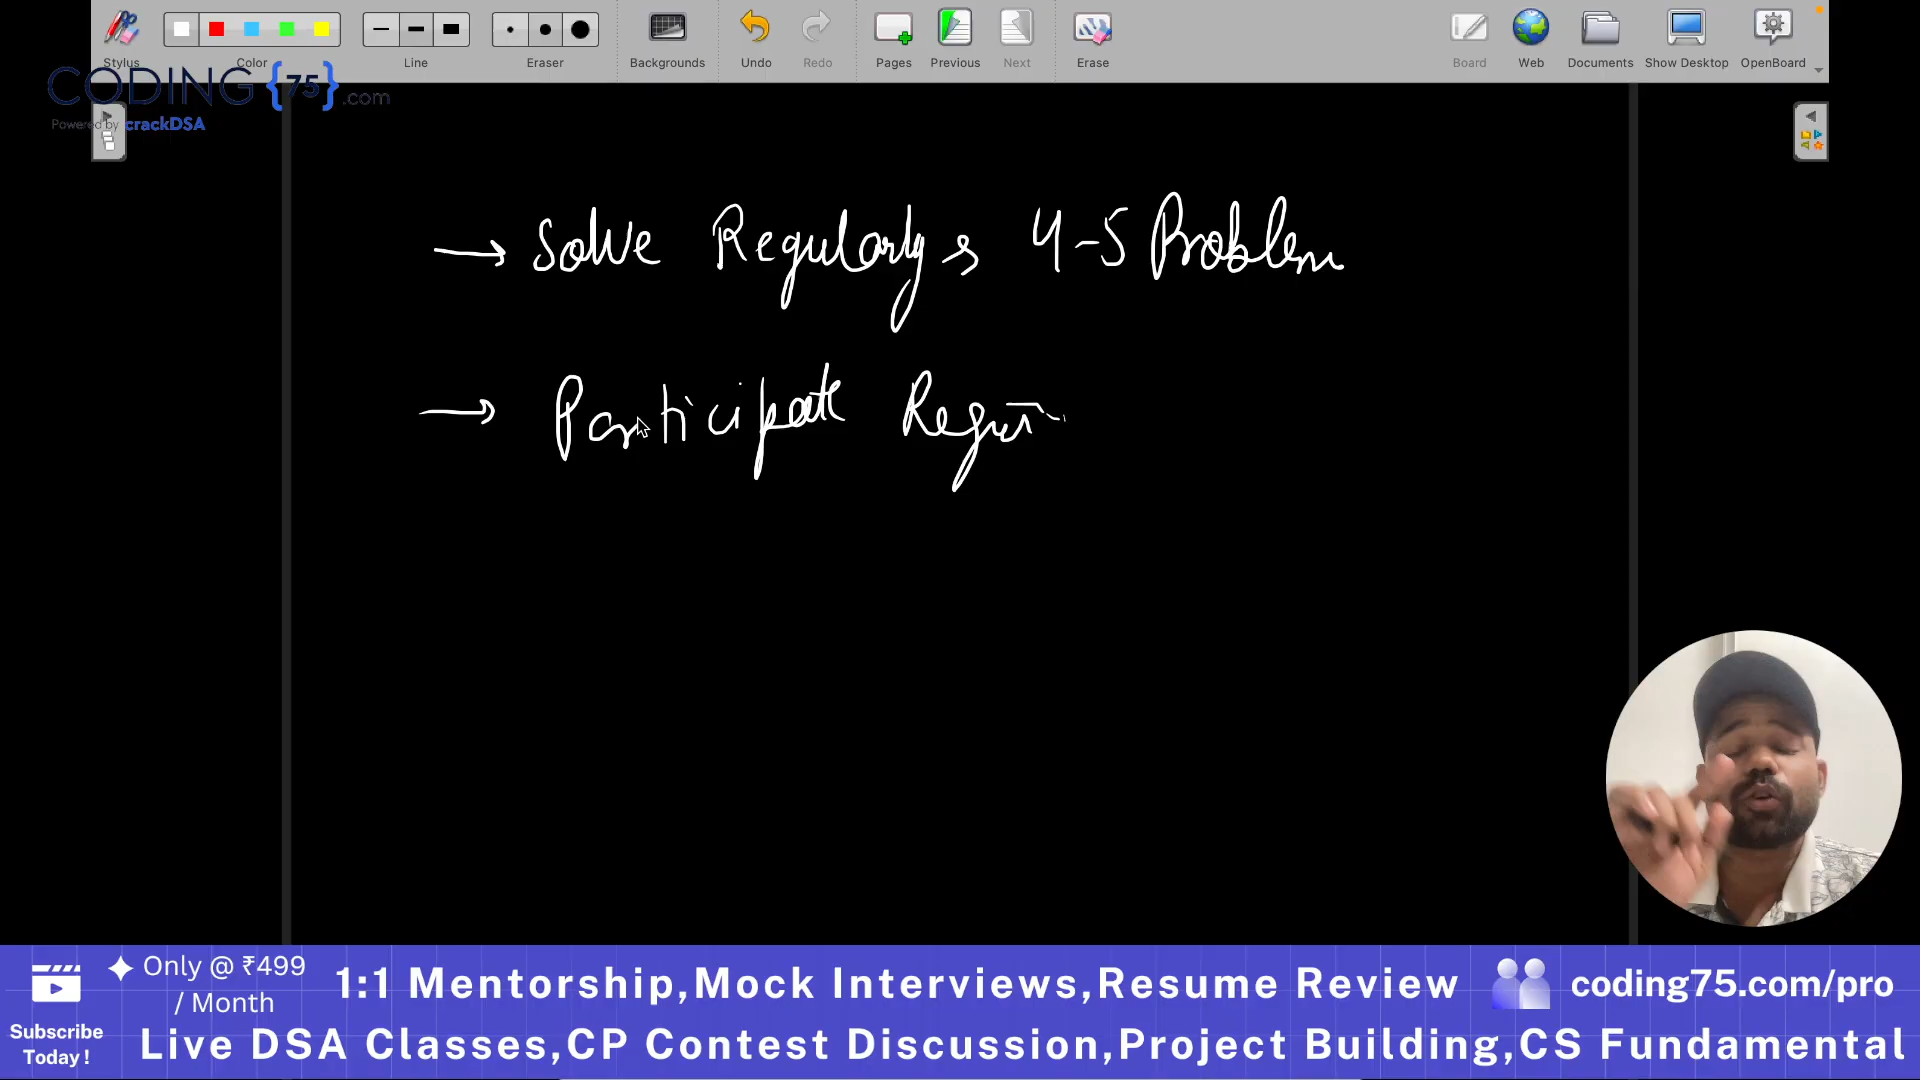 Stylus
Color
Line
Eraser
Backgrounds
Undo
Redo
Pages
Previous
Next
Erase
Board
Web
Documents
Show Desktop
OpenBoard
CODING {75} .com
Powered by crackDSA
→ Solve Regularly → 4-5 Problem
→ Participate Regu
Only @ ₹499 / Month
1:1 Mentorship,Mock Interviews,Resume Review
coding75.com/pro
Subscribe Today!
Live DSA Classes,CP Contest Discussion,Project Building,CS Fundamental